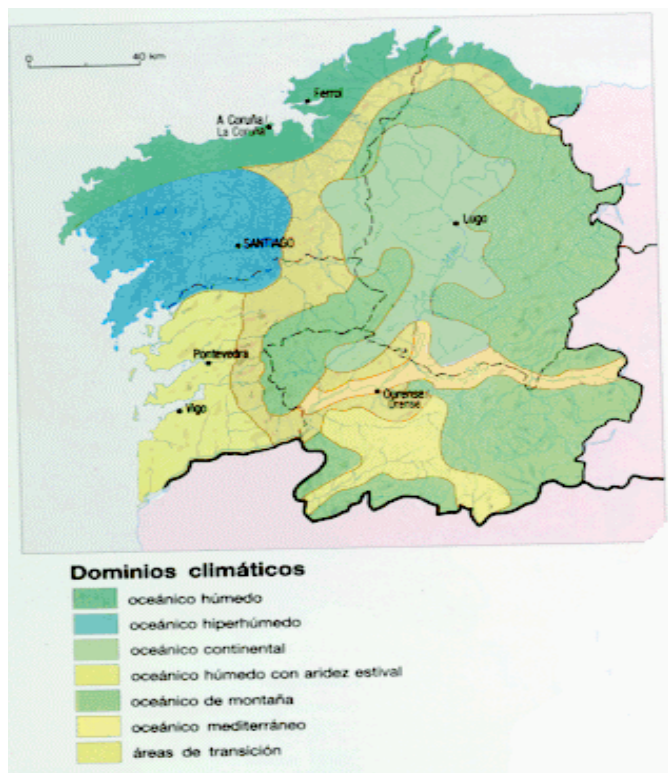 0 40 km
Ferrol
A Coruña/
La Coruña
Lugo
SANTIAGO
Pontevedra
Ourense/
Orense
Vigo
Dominios climáticos
oceánico húmedo
oceánico hiperhúmedo
oceánico continental
oceánico húmedo con aridez estival
oceánico de montaña
oceánico mediterráneo
áreas de transición